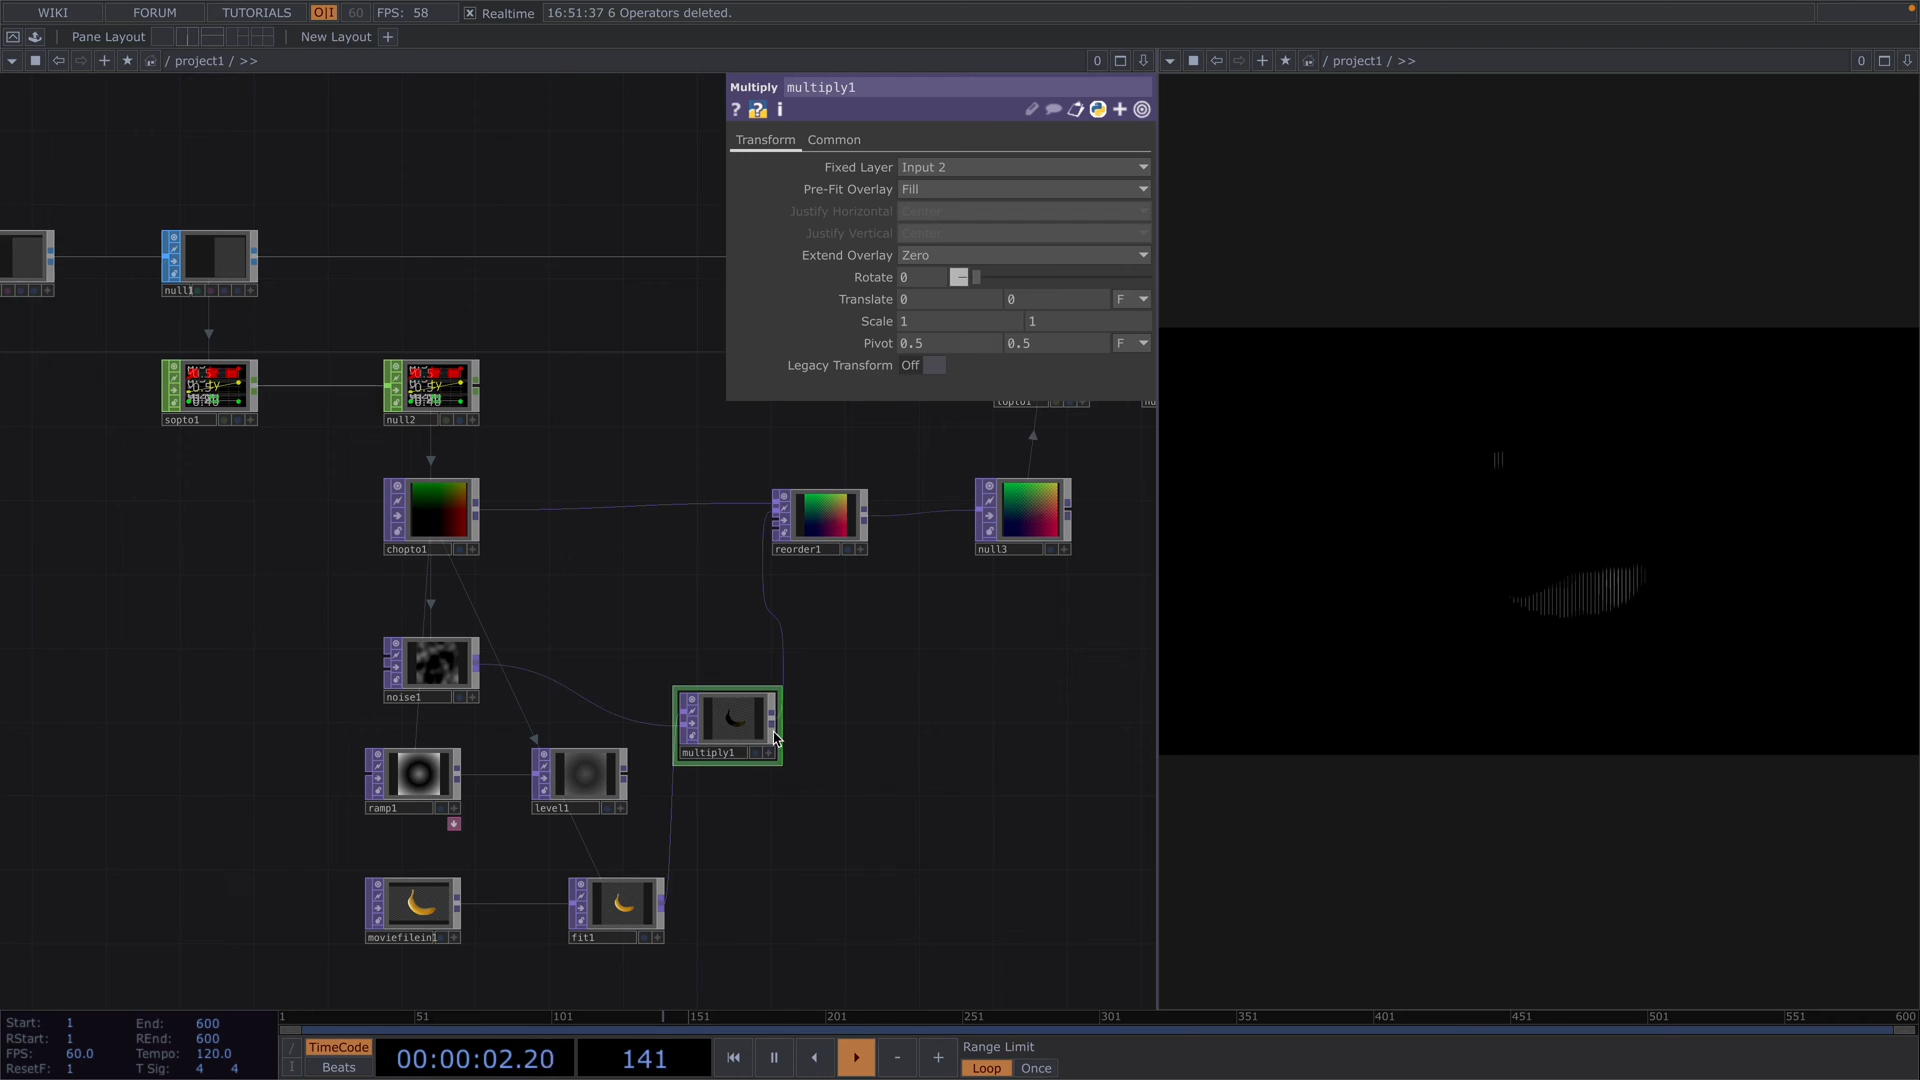 WIKI FORUM TUTORIALS O|I 60 FPS: 58 Realtime 16:51:37 6 Operators deleted.
Pane Layout New Layout +
/ project1 / >> 0 / project1 / >> 0
Multiply multiply1
? ? i
Transform Common
Fixed Layer Input 2
Pre-Fit Overlay Fill
Justify Horizontal Center
Justify Vertical Center
Extend Overlay Zero
Rotate 0
Translate 0 0 F
Scale 1 1
Pivot 0.5 0.5 F
Legacy Transform Off
null1
sopto1 null2
chopto1 reorder1 null3
noise1
multiply1
ramp1 level1
moviefilein1 fit1
1 51 101 151 201 251 301 351 401 451 501 551 600
Start: 1 End: 600
RStart: 1 REnd: 600
FPS: 60.0 Tempo: 120.0
ResetF: 1 T Sig: 4 4
TimeCode
Beats
00:00:02.20 141
Range Limit
Loop Once